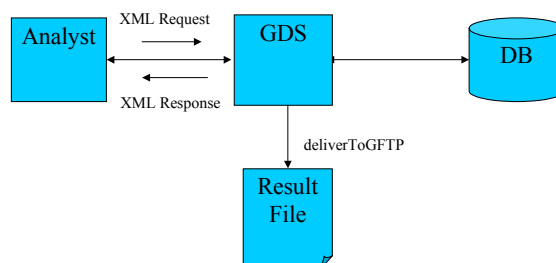 XML Request
Analyst
GDS
DB
XML Response
deliverToGFTP
Result
File